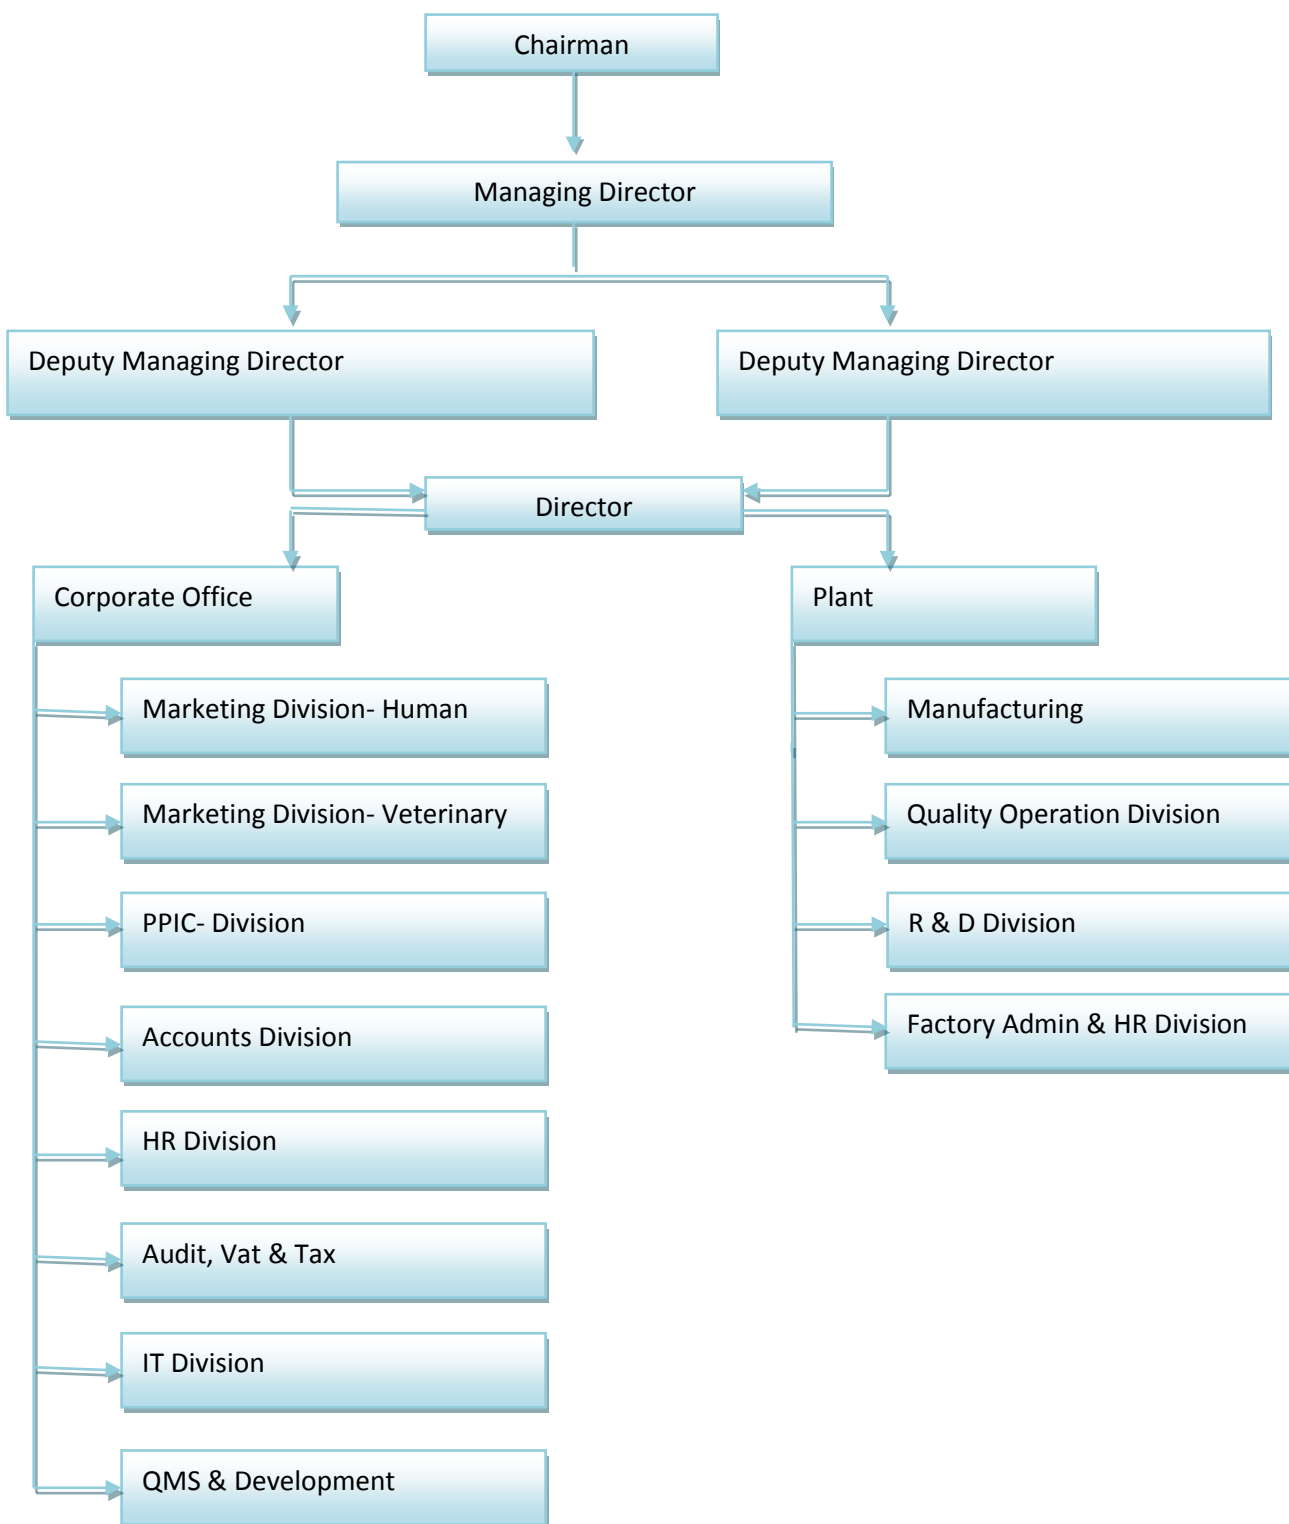 Chairman
Managing Director
Deputy Managing Director
Deputy Managing Director
Director
Corporate Office
Plant
Marketing Division- Human
Manufacturing
Marketing Division- Veterinary
Quality Operation Division
PPIC- Division
R & D Division
Accounts Division
Factory Admin & HR Division
HR Division
Audit, Vat & Tax
IT Division
QMS & Development